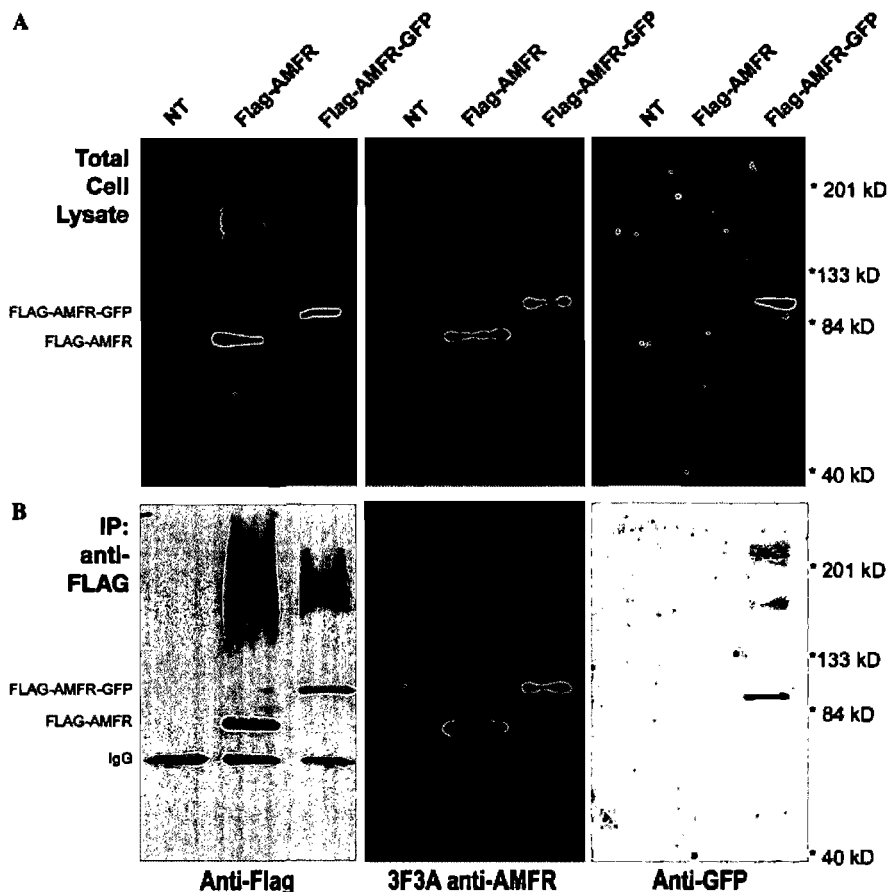 A
NT
Flag-AMFR
Flag-AMFR-GFP
NT
Flag-AMFR
Flag-AMFR-GFP
NT
Flag-AMFR
Flag-AMFR-GFP
Total
Cell
Lysate
* 201 kD
*133 kD
* 84 kD
* 40 kD
FLAG-AMFR-GFP
FLAG-AMFR
B
IP:
anti-
FLAG
* 201 kD
*133 kD
* 84 kD
* 40 kD
FLAG-AMFR-GFP
FLAG-AMFR
IgG
Anti-Flag
3F3A anti-AMFR
Anti-GFP